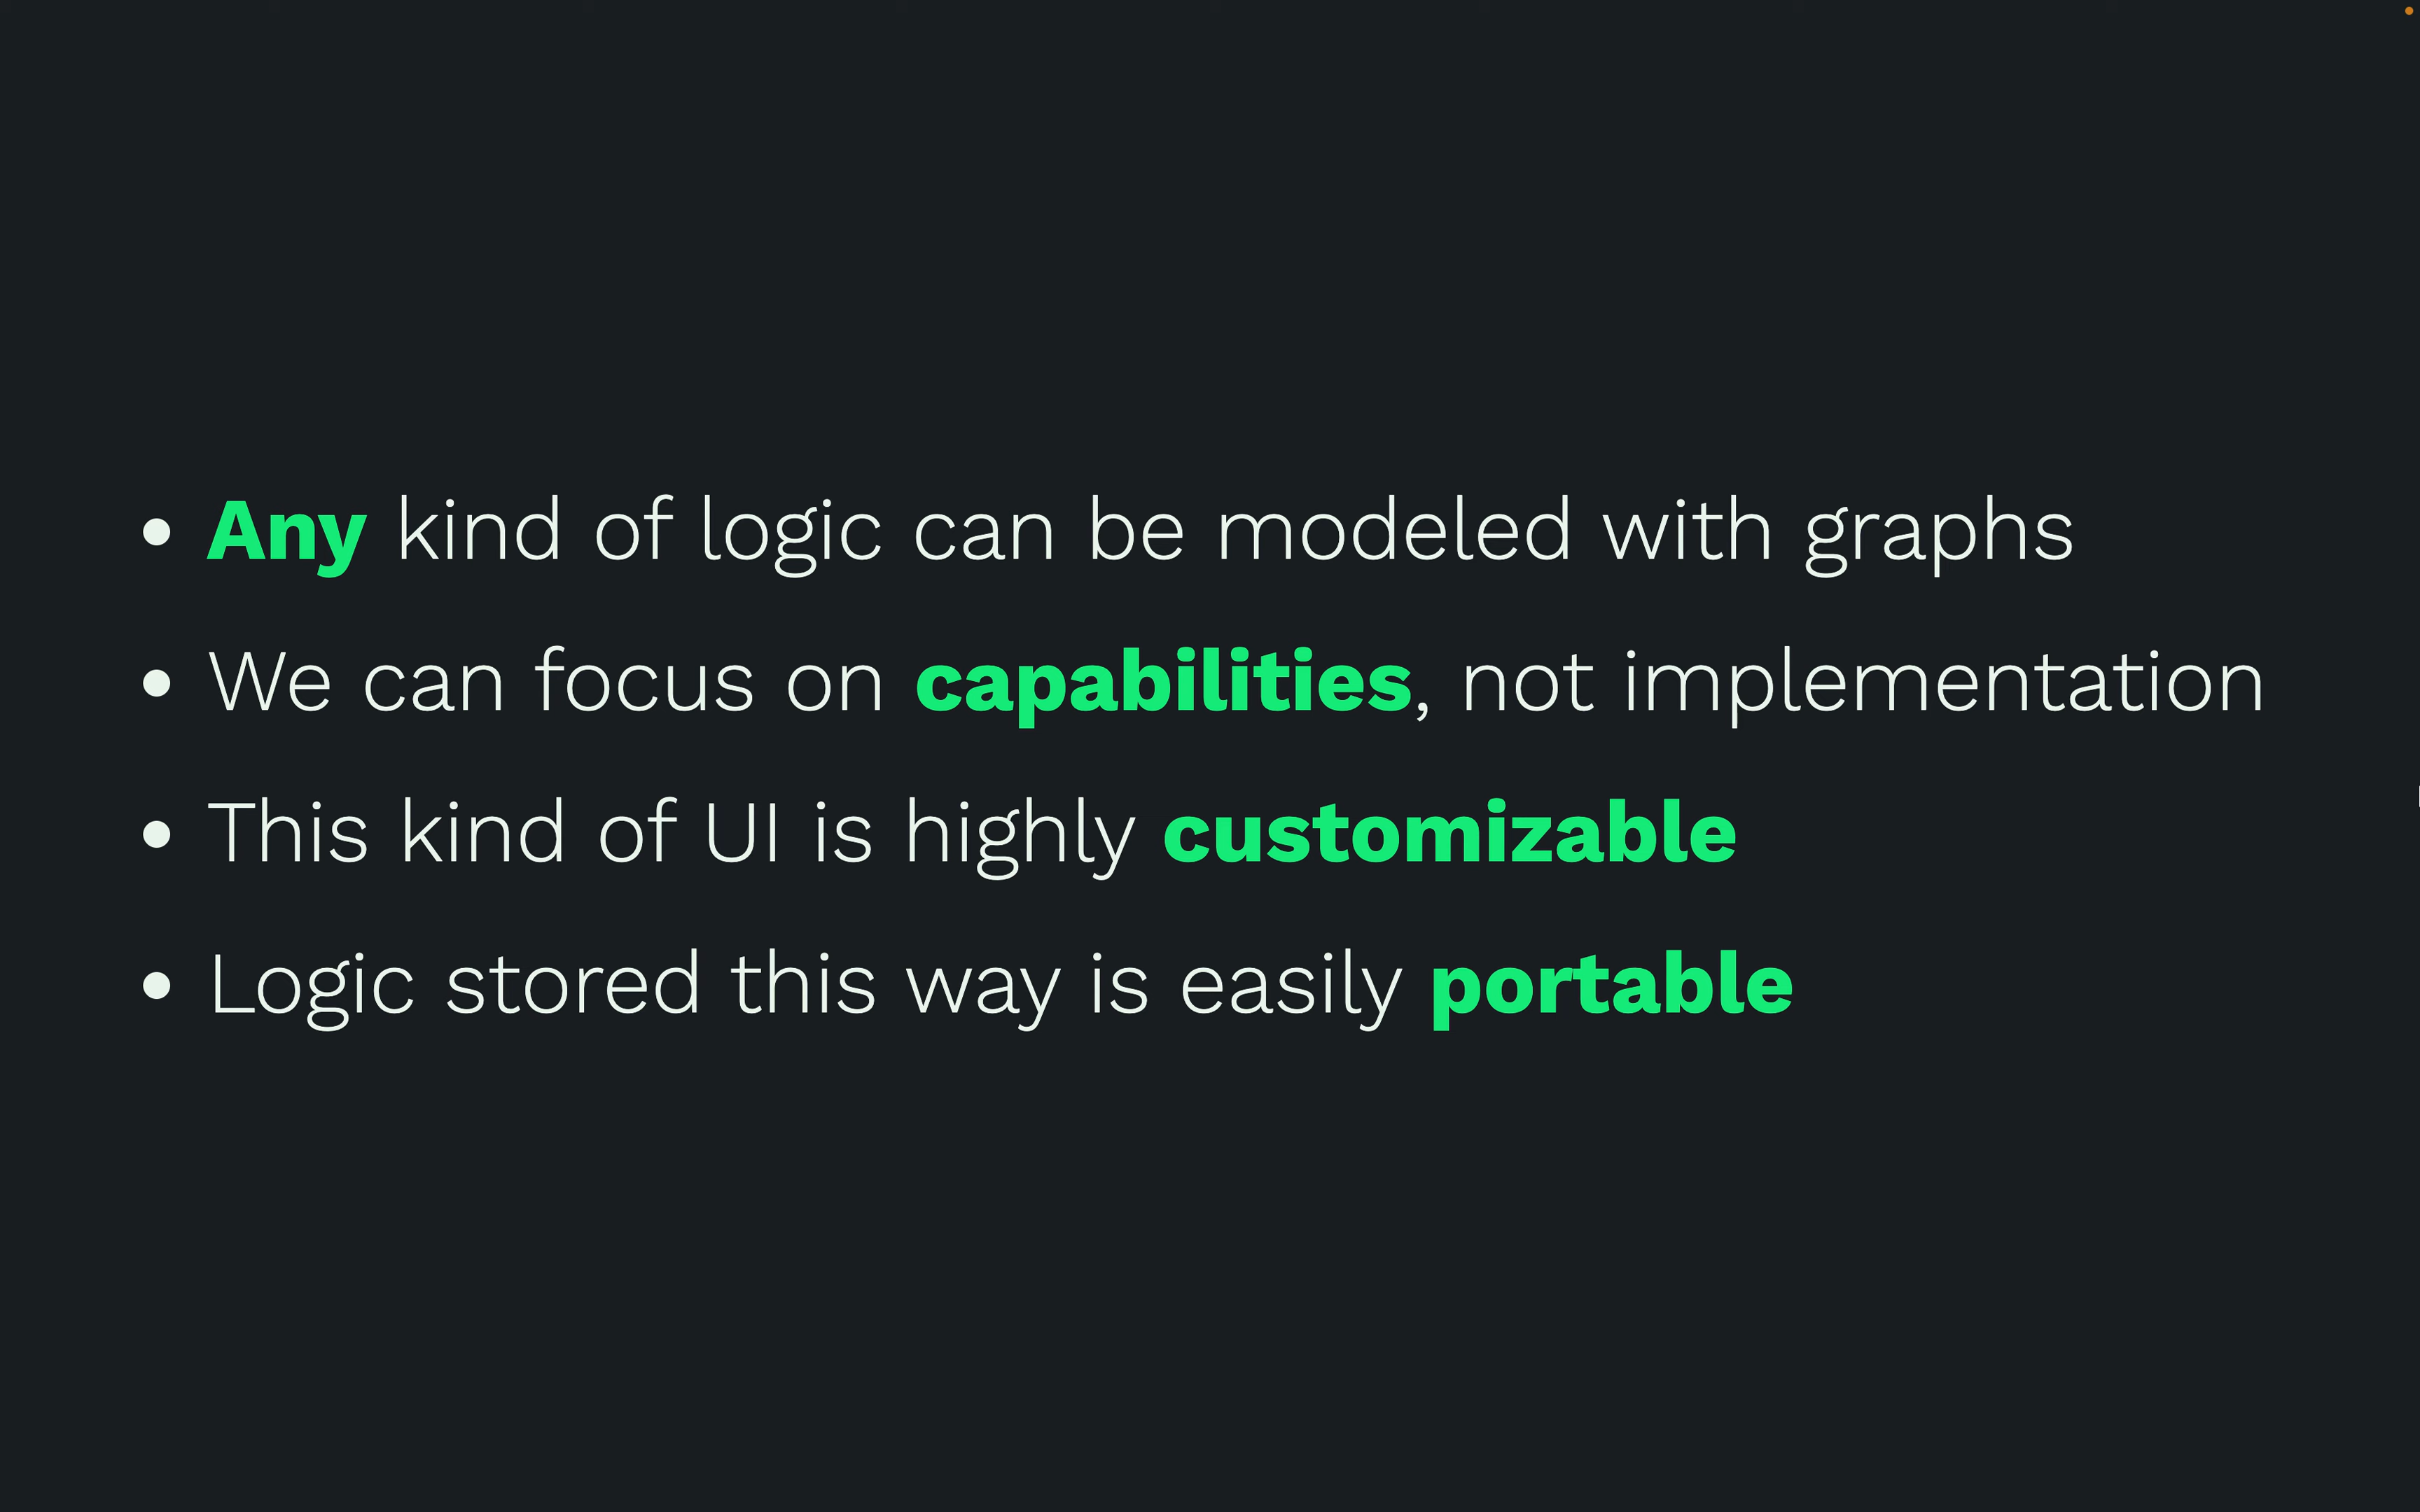 • Any kind of logic can be modeled with graphs
• We can focus on capabilities, not implementation
• This kind of UI is highly customizable
• Logic stored this way is easily portable